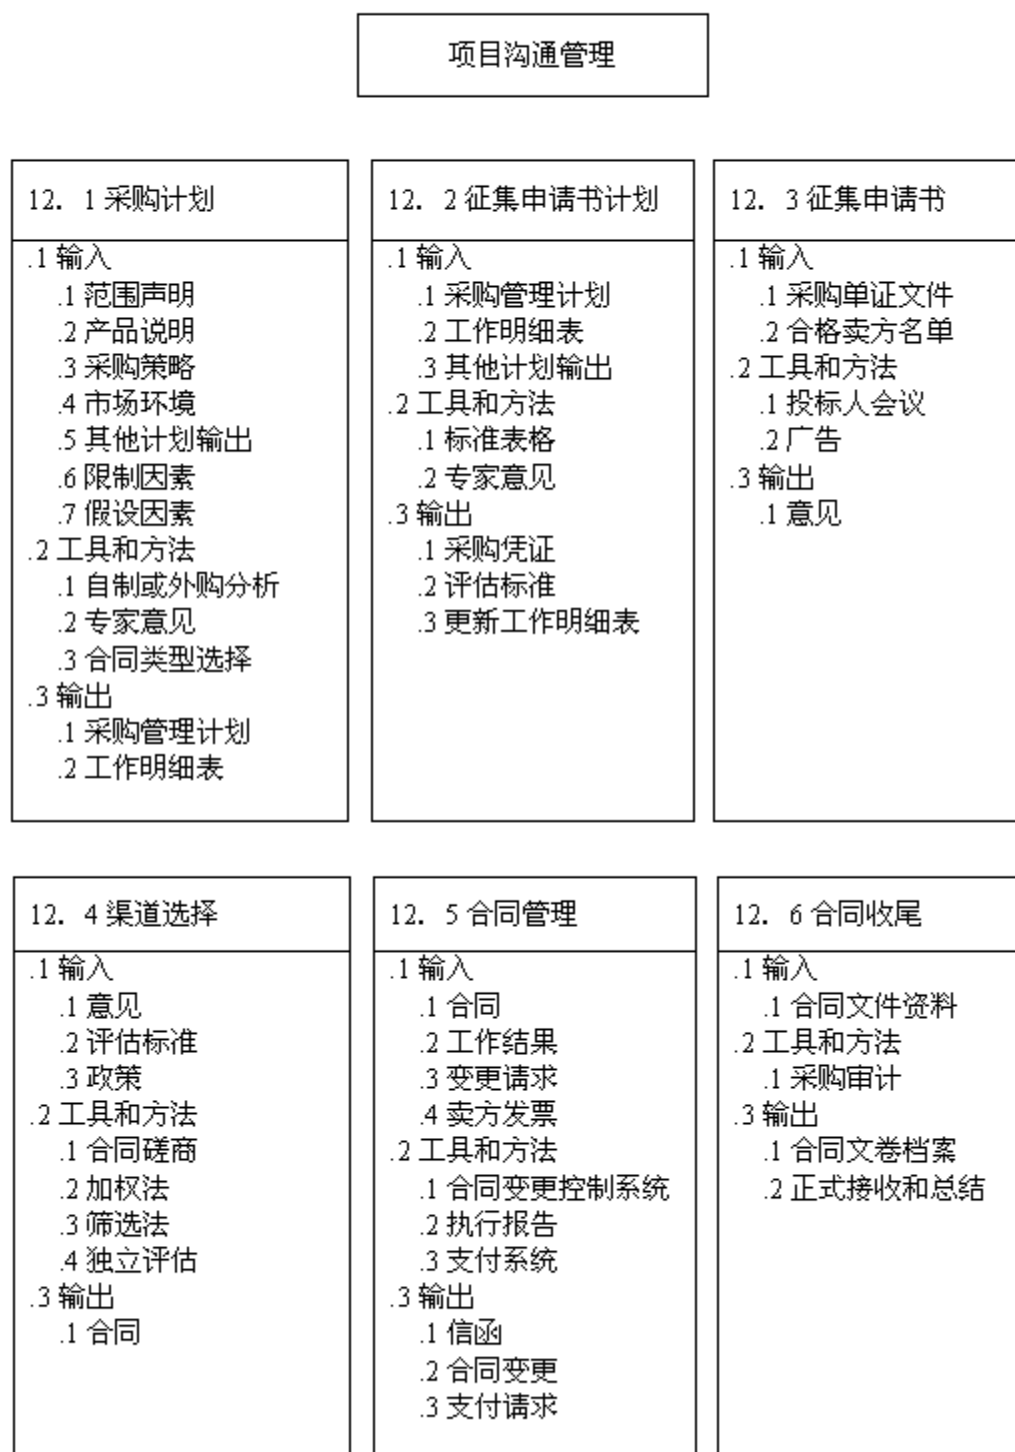 项目沟通管理
12. 1 采购计划
.1 输入
.1 范围声明
.2 产品说明
.3 采购策略
.4 市场环境
.5 其他计划输出
.6 限制因素
.7 假设因素
.2 工具和方法
.1 自制或外购分析
.2 专家意见
.3 合同类型选择
.3 输出
.1 采购管理计划
.2 工作明细表
12. 2 征集申请书计划
.1 输入
.1 采购管理计划
.2 工作明细表
.3 其他计划输出
.2 工具和方法
.1 标准表格
.2 专家意见
.3 输出
.1 采购凭证
.2 评估标准
.3 更新工作明细表
12. 3 征集申请书
.1 输入
.1 采购单证文件
.2 合格卖方名单
.2 工具和方法
.1 投标人会议
.2 广告
.3 输出
.1 意见
12. 4 渠道选择
.1 输入
.1 意见
.2 评估标准
.3 政策
.2 工具和方法
.1 合同磋商
.2 加权法
.3 筛选法
.4 独立评估
.3 输出
.1 合同
12. 5 合同管理
.1 输入
.1 合同
.2 工作结果
.3 变更请求
.4 卖方发票
.2 工具和方法
.1 合同变更控制系统
.2 执行报告
.3 支付系统
.3 输出
.1 信函
.2 合同变更
.3 支付请求
12. 6 合同收尾
.1 输入
.1 合同文件资料
.2 工具和方法
.1 采购审计
.3 输出
.1 合同文卷档案
.2 正式接收和总结